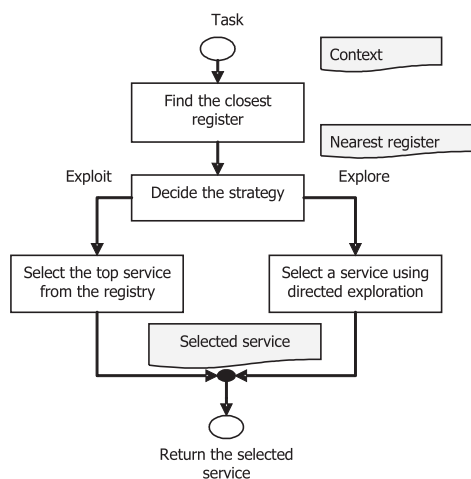 Task
Context
Find the closest
register
Nearest register
Exploit
Decide the strategy
Explore
Select the top service
from the registry
Select a service using
directed exploration
Selected service
Return the selected
service